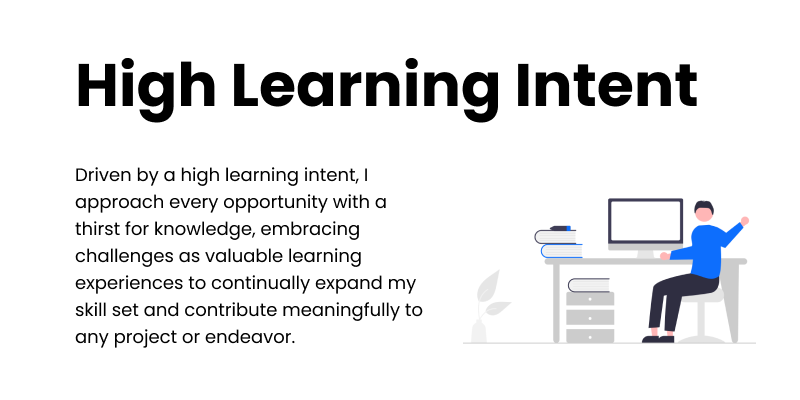 High Learning Intent
Driven by a high learning intent, I
approach every opportunity with a
thirst for knowledge, embracing
challenges as valuable learning
experiences to continually expand my
skill set and contribute meaningfully to
any project or endeavor.